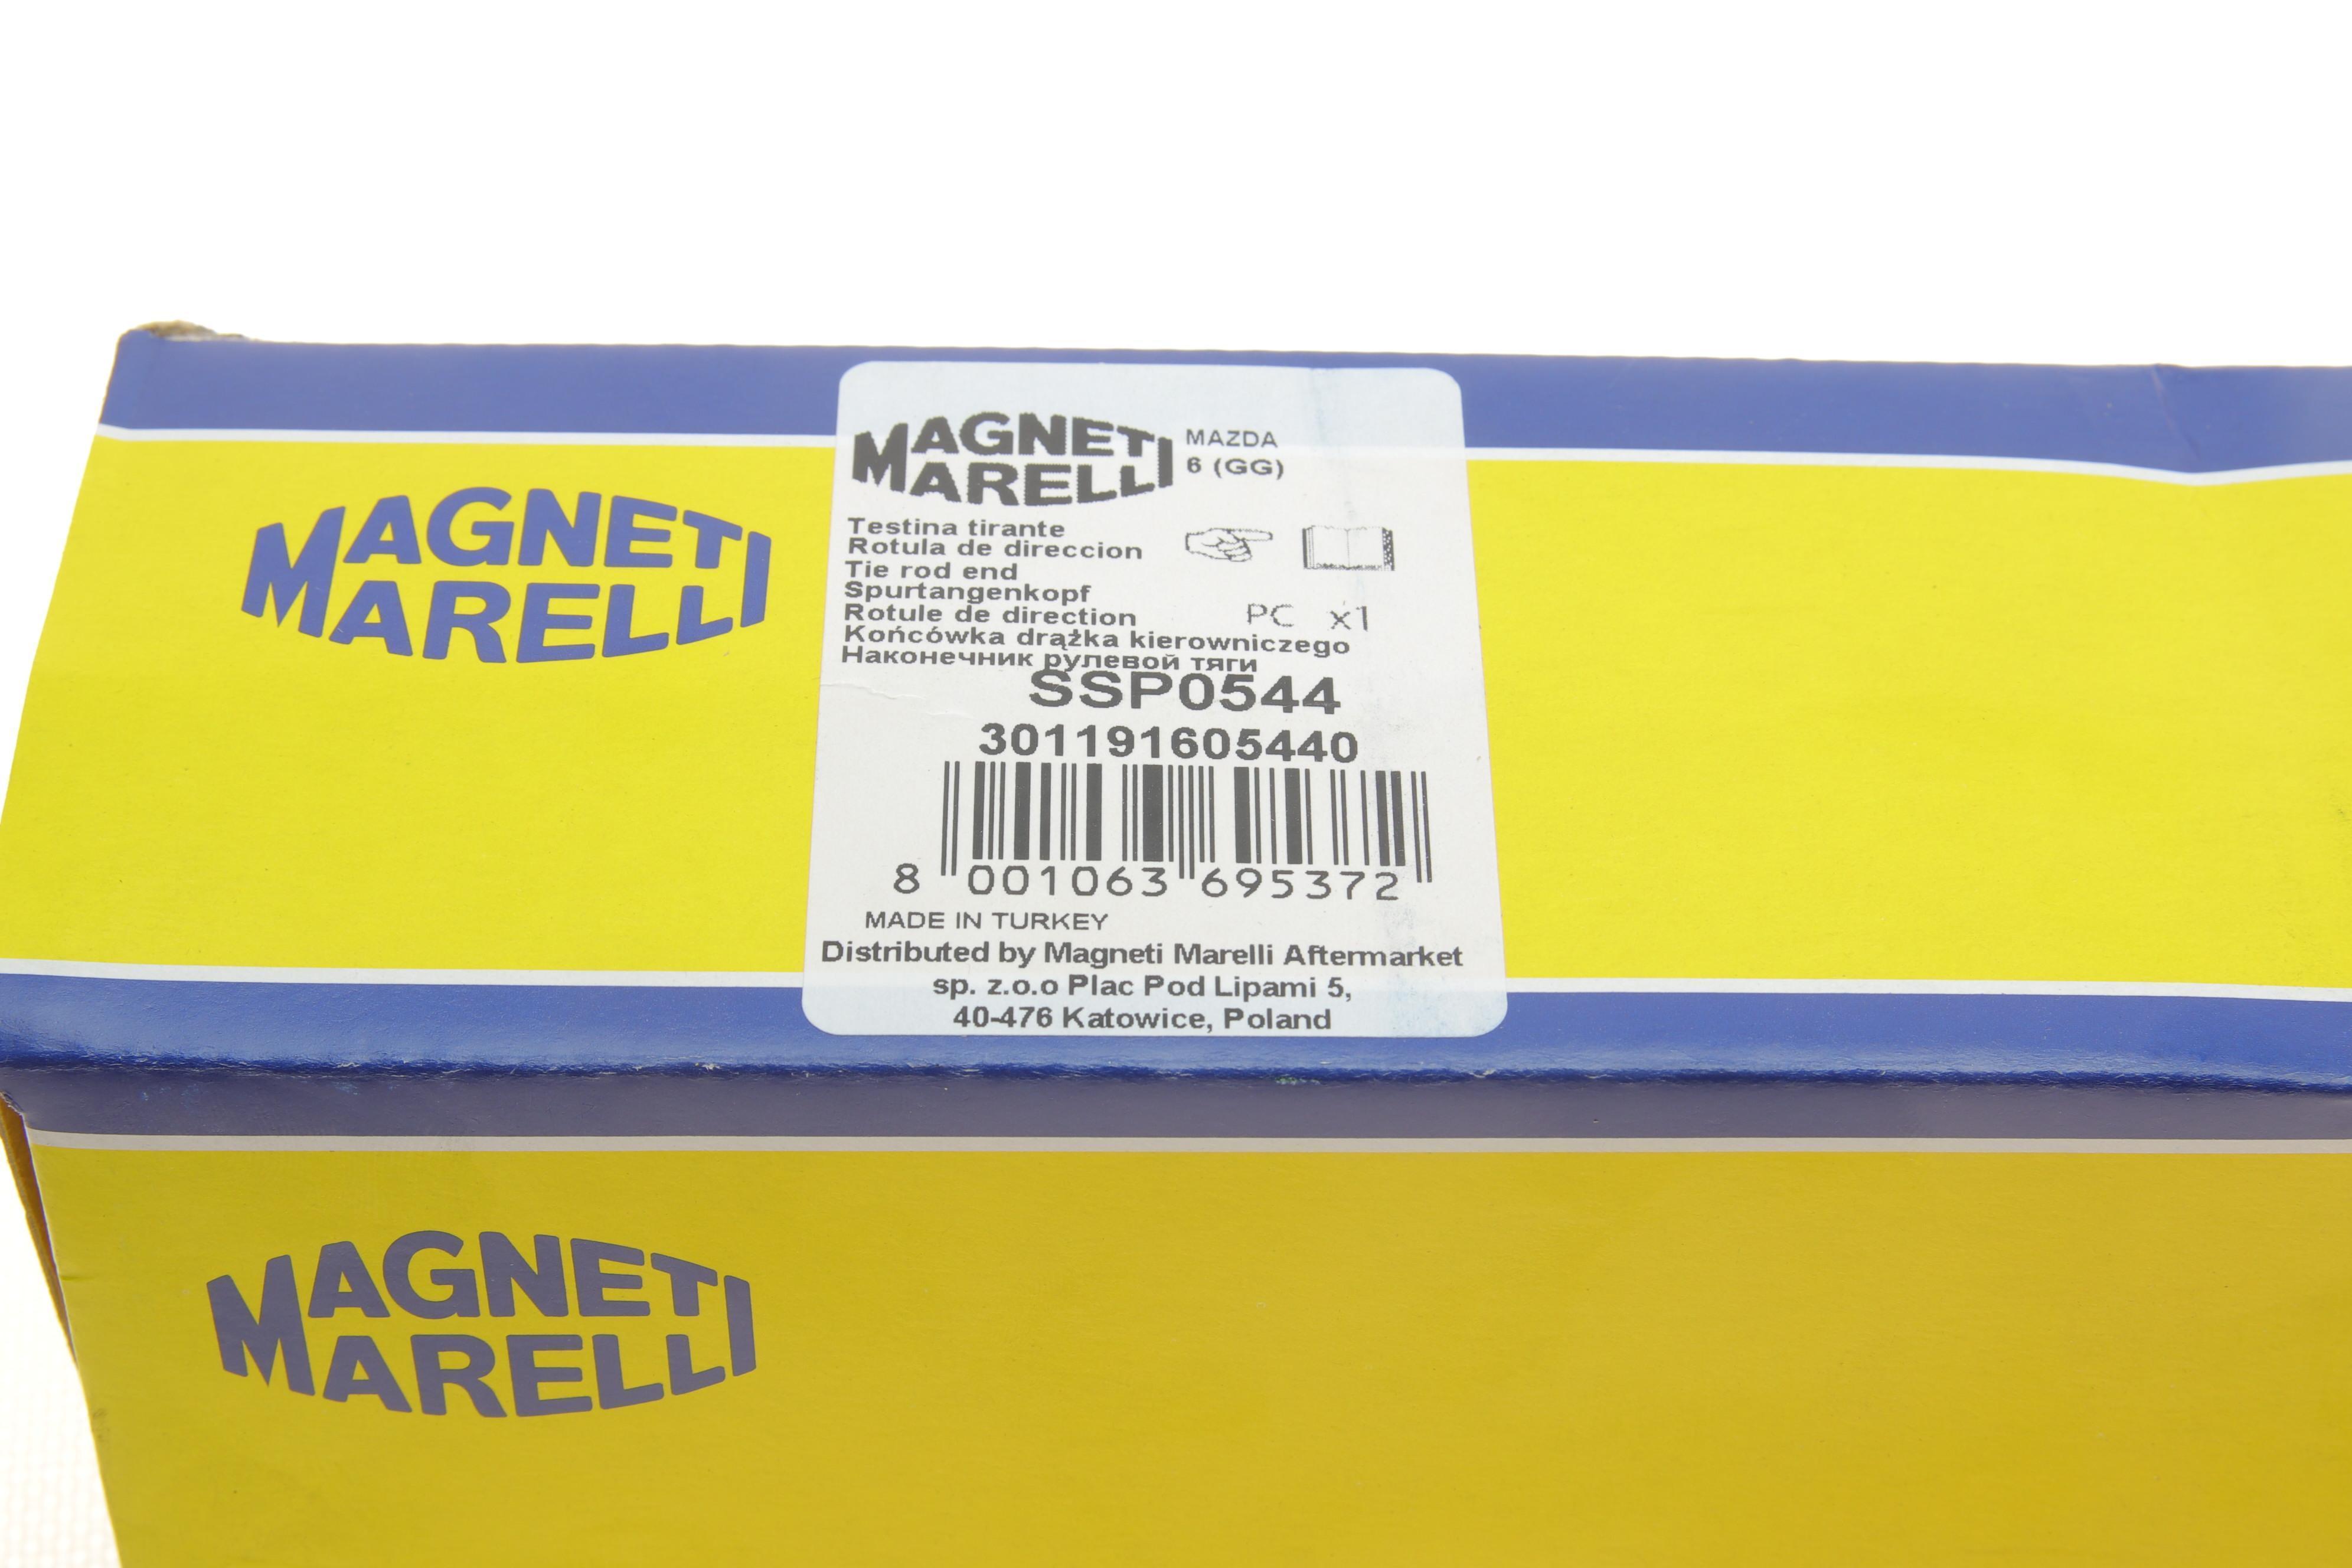 MAGNETI
MARELLI
MAGNETI
MARELLI
MAZDA
6 (GG)
Testina tirante
Rotula de direccion
Tie rod end
Spurtangenkopf
Rotule de direction
PC x1
Końcówka drążka kierowniczego
Наконечник рулевой тяги
SSP0544
301191605440
8 001063 695372
MADE IN TURKEY
Distributed by Magneti Marelli Aftermarket
sp. z.o.o Plac Pod Lipami 5,
40-476 Katowice, Poland
MAGNETI
MARELLI